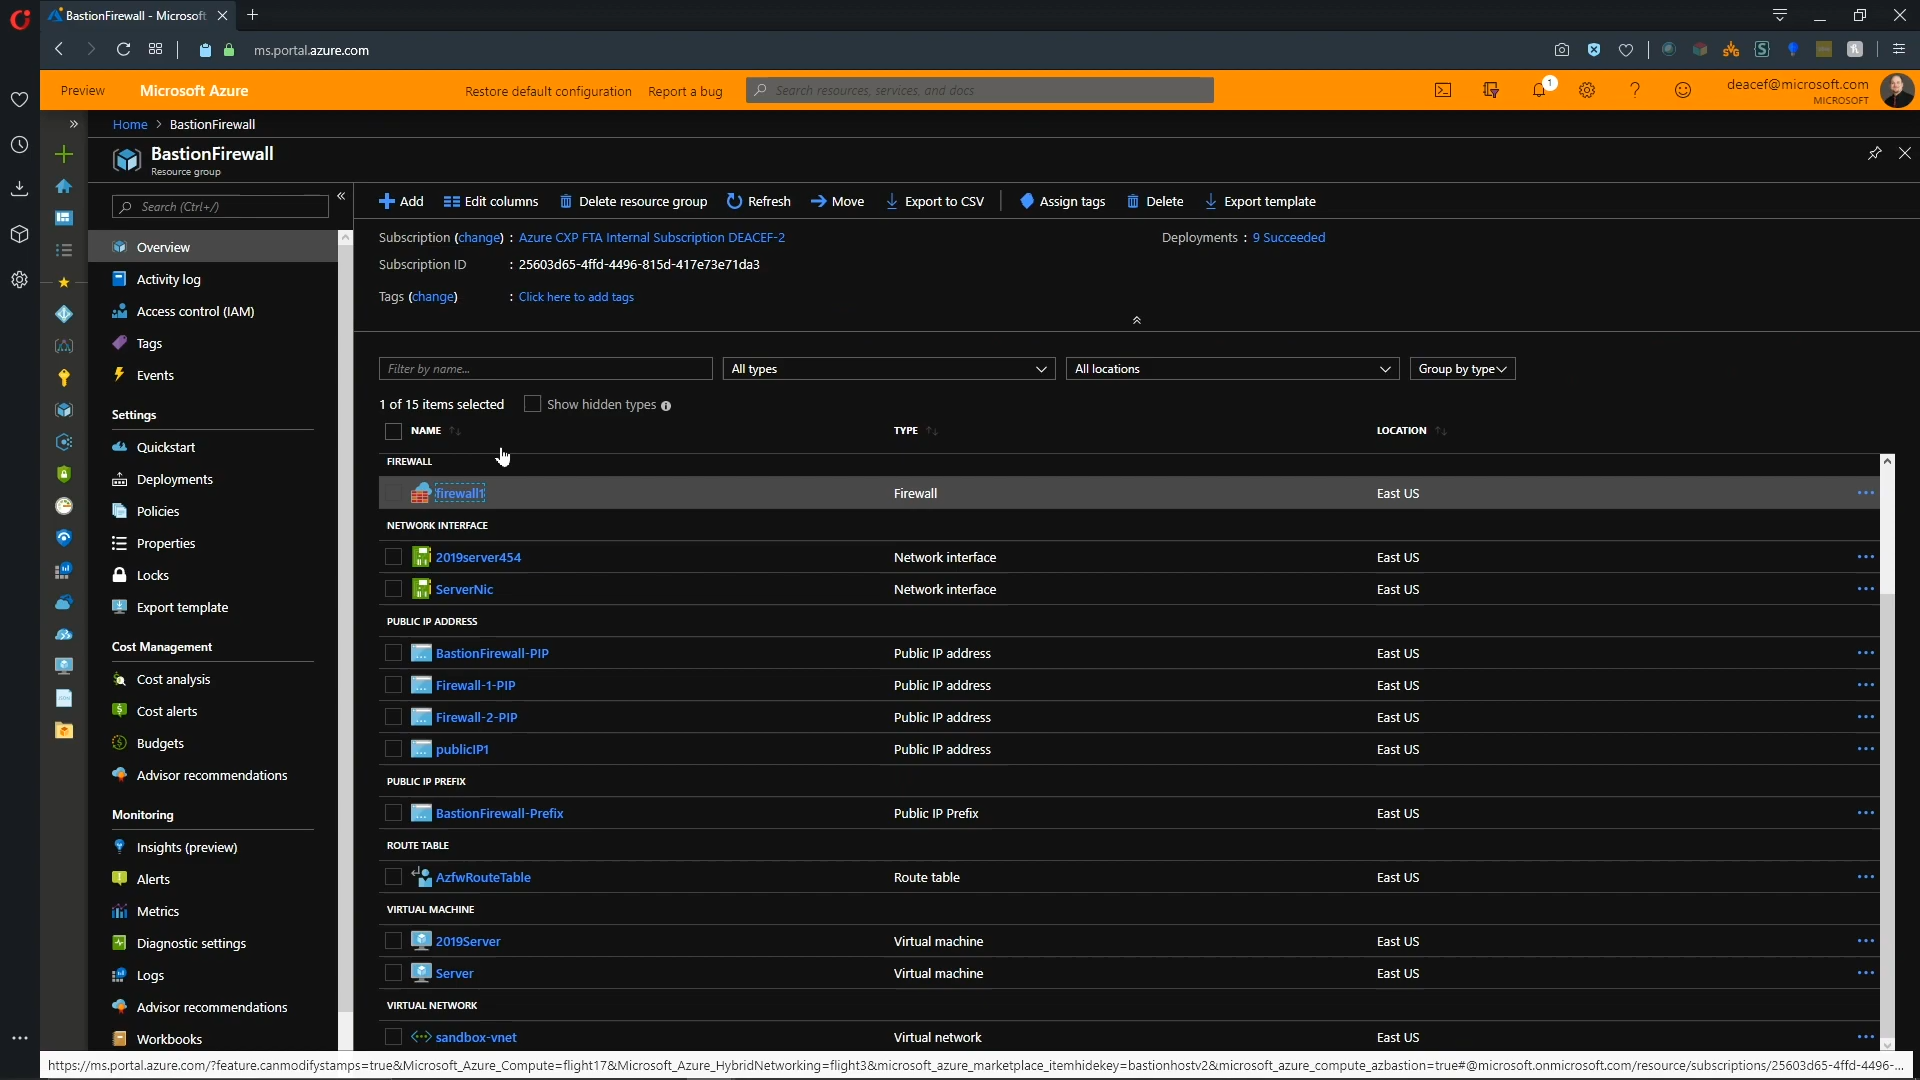 BastionFirewall - Microsoft
ms.portal.azure.com
Preview
Microsoft Azure
Restore default configuration
Report a bug
Search resources, services, and docs
1
deacef@microsoft.com
MICROSOFT
Home > BastionFirewall
BastionFirewall
Resource group
Search (Ctrl+/)
Overview
Activity log
Access control (IAM)
Tags
Events
Settings
Quickstart
Deployments
Policies
Properties
Locks
Export template
Cost Management
Cost analysis
Cost alerts
Budgets
Advisor recommendations
Monitoring
Insights (preview)
Alerts
Metrics
Diagnostic settings
Logs
Advisor recommendations
Workbooks
Add
Edit columns
Delete resource group
Refresh
Move
Export to CSV
Assign tags
Delete
Export template
Subscription (change) : Azure CXP FTA Internal Subscription DEACEF-2
Deployments : 9 Succeeded
Subscription ID : 25603d65-4ffd-4496-815d-417e73e71da3
Tags (change) : Click here to add tags
Filter by name...
All types
All locations
Group by type
1 of 15 items selected
Show hidden types
NAME TYPE LOCATION
FIREWALL
firewall1 Firewall East US
NETWORK INTERFACE
2019server454 Network interface East US
ServerNic Network interface East US
PUBLIC IP ADDRESS
BastionFirewall-PIP Public IP address East US
Firewall-1-PIP Public IP address East US
Firewall-2-PIP Public IP address East US
publicIP1 Public IP address East US
PUBLIC IP PREFIX
BastionFirewall-Prefix Public IP Prefix East US
ROUTE TABLE
AzfwRouteTable Route table East US
VIRTUAL MACHINE
2019Server Virtual machine East US
Server Virtual machine East US
VIRTUAL NETWORK
sandbox-vnet Virtual network East US
https://ms.portal.azure.com/?feature.canmodifystamps=true&Microsoft_Azure_Compute=flight17&Microsoft_Azure_HybridNetworking=flight3&microsoft_azure_marketplace_itemhidekey=bastionhostv2&microsoft_azure_compute_azbastion=true#@microsoft.onmicrosoft.com/resource/subscriptions/25603d65-4ffd-4496-...